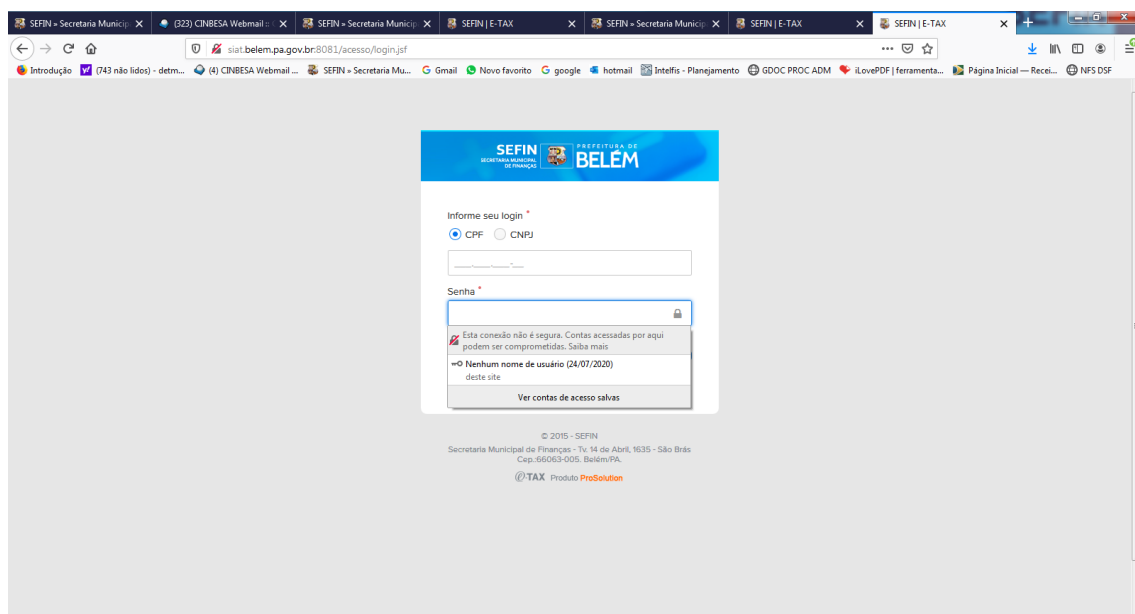 SEFIN » Secretaria Municip
(323) CINBESA Webmail ::
SEFIN » Secretaria Municip
SEFIN | E-TAX
SEFIN » Secretaria Municip
SEFIN | E-TAX
SEFIN | E-TAX
siat.belem.pa.gov.br:8081/acesso/login.jsf
Introdução
(743 não lidos) - detm...
(4) CINBESA Webmail ...
SEFIN » Secretaria Mu...
Gmail
Novo favorito
google
hotmail
Intelfis - Planejamento
GDOC PROC ADM
iLovePDF | ferramenta...
Página Inicial — Recei...
NFS DSF
SEFIN
SECRETARIA MUNICIPAL
DE FINANÇAS
PREFEITURA DE
BELÉM
Informe seu login *
CPF
CNPJ
___.___.___-__
Senha *
Esta conexão não é segura. Contas acessadas por aqui
podem ser comprometidas. Saiba mais
Nenhum nome de usuário (24/07/2020)
deste site
Ver contas de acesso salvas
© 2015 - SEFIN
Secretaria Municipal de Finanças - Tv. 14 de Abril, 1635 - São Brás
Cep.:66063-005. Belém/PA.
e-TAX Produto ProSolution